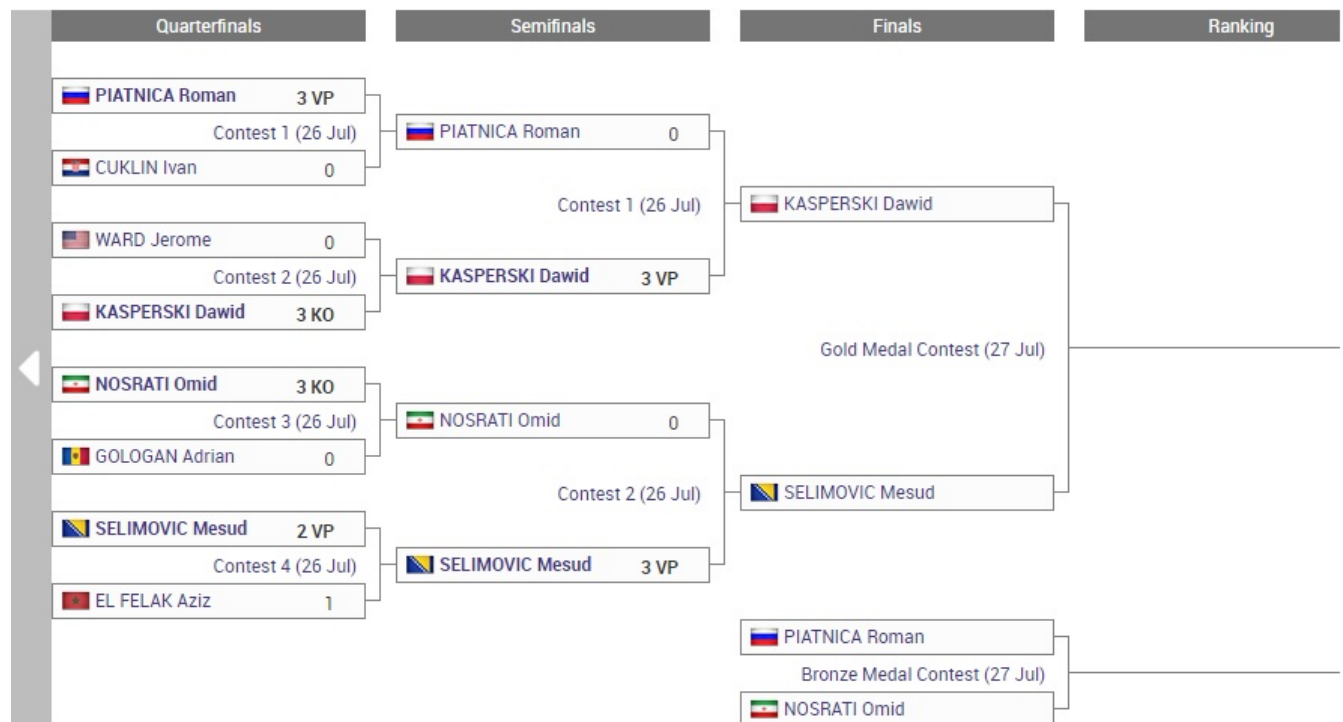 Quarterfinals
Semifinals
Finals
Ranking
PIATNICA Roman 3 VP
Contest 1 (26 Jul)
CUKLIN Ivan 0
WARD Jerome 0
Contest 2 (26 Jul)
KASPERSKI Dawid 3 KO
NOSRATI Omid 3 KO
Contest 3 (26 Jul)
GOLOGAN Adrian 0
SELIMOVIC Mesud 2 VP
Contest 4 (26 Jul)
EL FELAK Aziz 1
PIATNICA Roman 0
Contest 1 (26 Jul)
KASPERSKI Dawid 3 VP
NOSRATI Omid 0
Contest 2 (26 Jul)
SELIMOVIC Mesud 3 VP
KASPERSKI Dawid
Gold Medal Contest (27 Jul)
SELIMOVIC Mesud
PIATNICA Roman
Bronze Medal Contest (27 Jul)
NOSRATI Omid